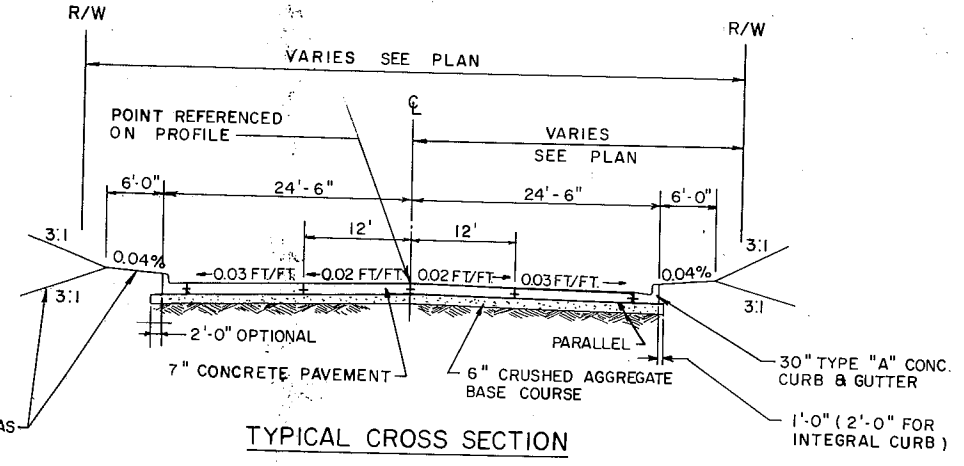 R/W
R/W
VARIES SEE PLAN
℄
POINT REFERENCED
ON PROFILE
VARIES
SEE PLAN
6'-0"
24'-6"
24'-6"
6'-0"
12'
12'
3:1
3:1
0.04%
0.03 FT/FT.
0.02 FT/FT.
0.02 FT/FT.
0.03 FT/FT.
0.04%
3:1
3:1
2'-0" OPTIONAL
PARALLEL
7" CONCRETE PAVEMENT
6" CRUSHED AGGREGATE
BASE COURSE
30" TYPE "A" CONC.
CURB & GUTTER
1'-0" (2'-0" FOR
INTEGRAL CURB)
AS
TYPICAL CROSS SECTION